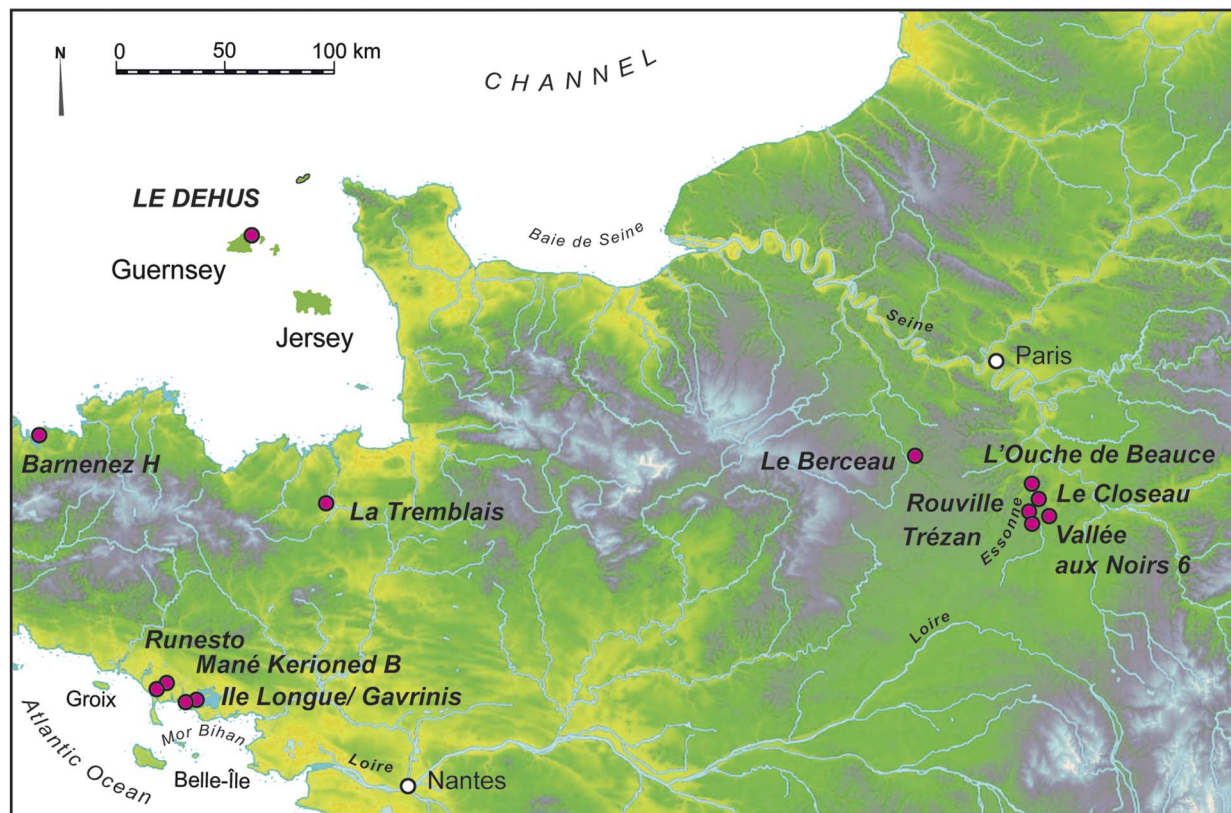 N
0 50 100 km
CHANNEL
LE DEHUS
Guernsey
Jersey
Baie de Seine
Seine
Paris
Barnenez H
La Tremblais
Le Berceau
L'Ouche de Beauce
Rouville
Le Closeau
Trézan
Essonne
Vallée
aux Noirs 6
Runesto
Mané Kerioned B
Ile Longue/ Gavrinis
Groix
Mor Bihan
Belle-Île
Atlantic Ocean
Loire
Nantes
Loire